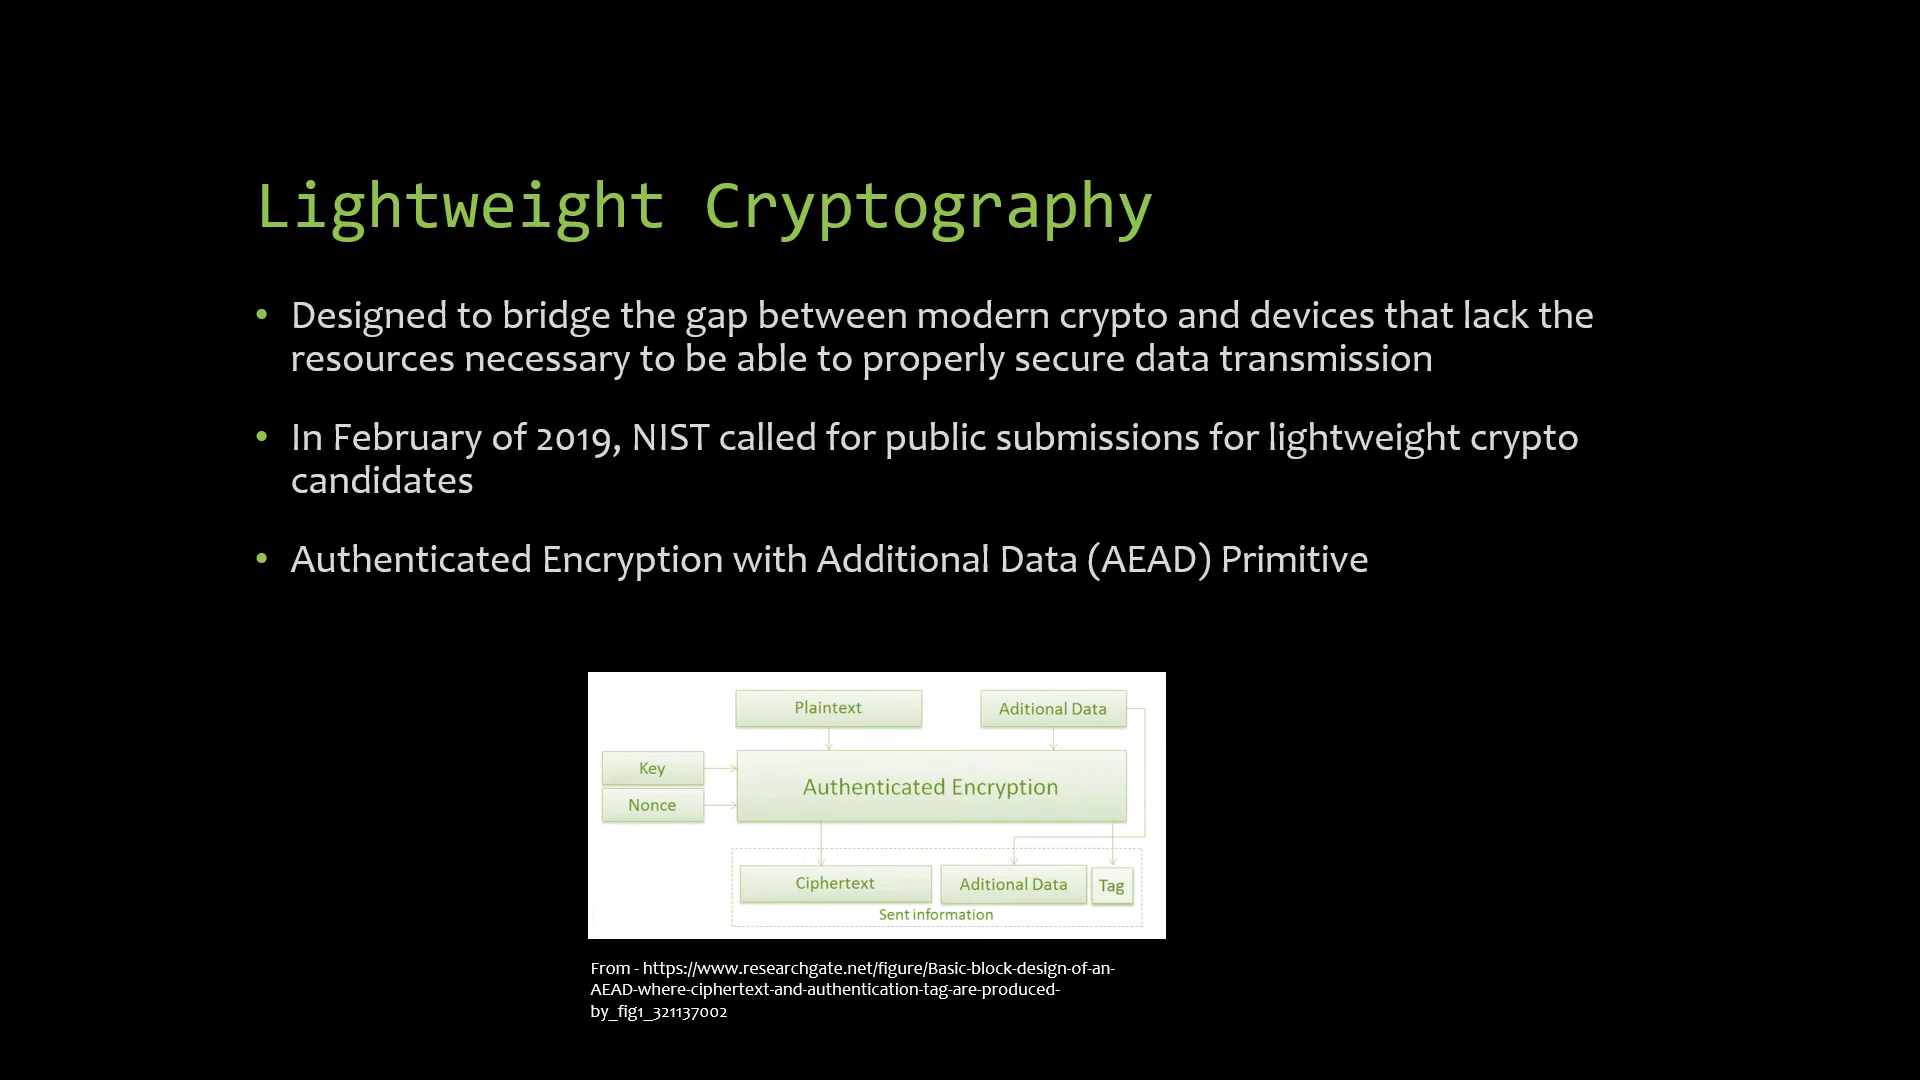 Lightweight Cryptography
• Designed to bridge the gap between modern crypto and devices that lack the
resources necessary to be able to properly secure data transmission
• In February of 2019, NIST called for public submissions for lightweight crypto
candidates
• Authenticated Encryption with Additional Data (AEAD) Primitive
Plaintext
Aditional Data
Key
Nonce
Authenticated Encryption
Ciphertext
Aditional Data
Tag
Sent information
From - https://www.researchgate.net/figure/Basic-block-design-of-an-
AEAD-where-ciphertext-and-authentication-tag-are-produced-
by_fig1_321137002